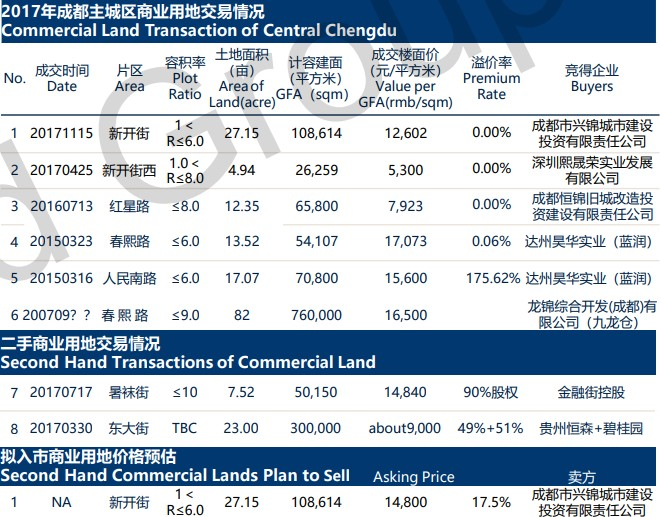 2017年成都主城区商业用地交易情况
Commercial Land Transaction of Central Chengdu
No. 成交时间 Date 片区 Area 容积率 Plot Ratio 土地面积 (亩) Area of Land(acre) 计容建面 (平方米) GFA (sqm) 成交楼面价 (元/平方米) Value per GFA(rmb/sqm) 溢价率 Premium Rate 竞得企业 Buyers
1 20171115 新开街 1 < R≤6.0 27.15 108,614 12,602 0.00% 成都市兴锦城市建设投资有限责任公司
2 20170425 新开街西 1.0 < R≤8.0 4.94 26,259 5,300 0.00% 深圳熙晟荣实业发展有限公司
3 20160713 红星路 ≤8.0 12.35 65,800 7,923 0.00% 成都恒锦旧城改造投资建设有限责任公司
4 20150323 春熙路 ≤6.0 13.52 54,107 17,073 0.06% 达州昊华实业（蓝润）
5 20150316 人民南路 ≤6.0 17.07 70,800 15,600 175.62% 达州昊华实业（蓝润）
6 200709? ? 春 熙 路 ≤9.0 82 760,000 16,500 龙锦综合开发(成都)有限公司（九龙仓）
二手商业用地交易情况
Second Hand Transactions of Commercial Land
7 20170717 暑袜街 ≤10 7.52 50,150 14,840 90%股权 金融街控股
8 20170330 东大街 TBC 23.00 300,000 about9,000 49%+51% 贵州恒森+碧桂园
拟入市商业用地价格预估
Second Hand Commercial Lands Plan to Sell Asking Price 卖方
1 NA 新开街 1 < R≤6.0 27.15 108,614 14,800 17.5% 成都市兴锦城市建设投资有限责任公司
d Group